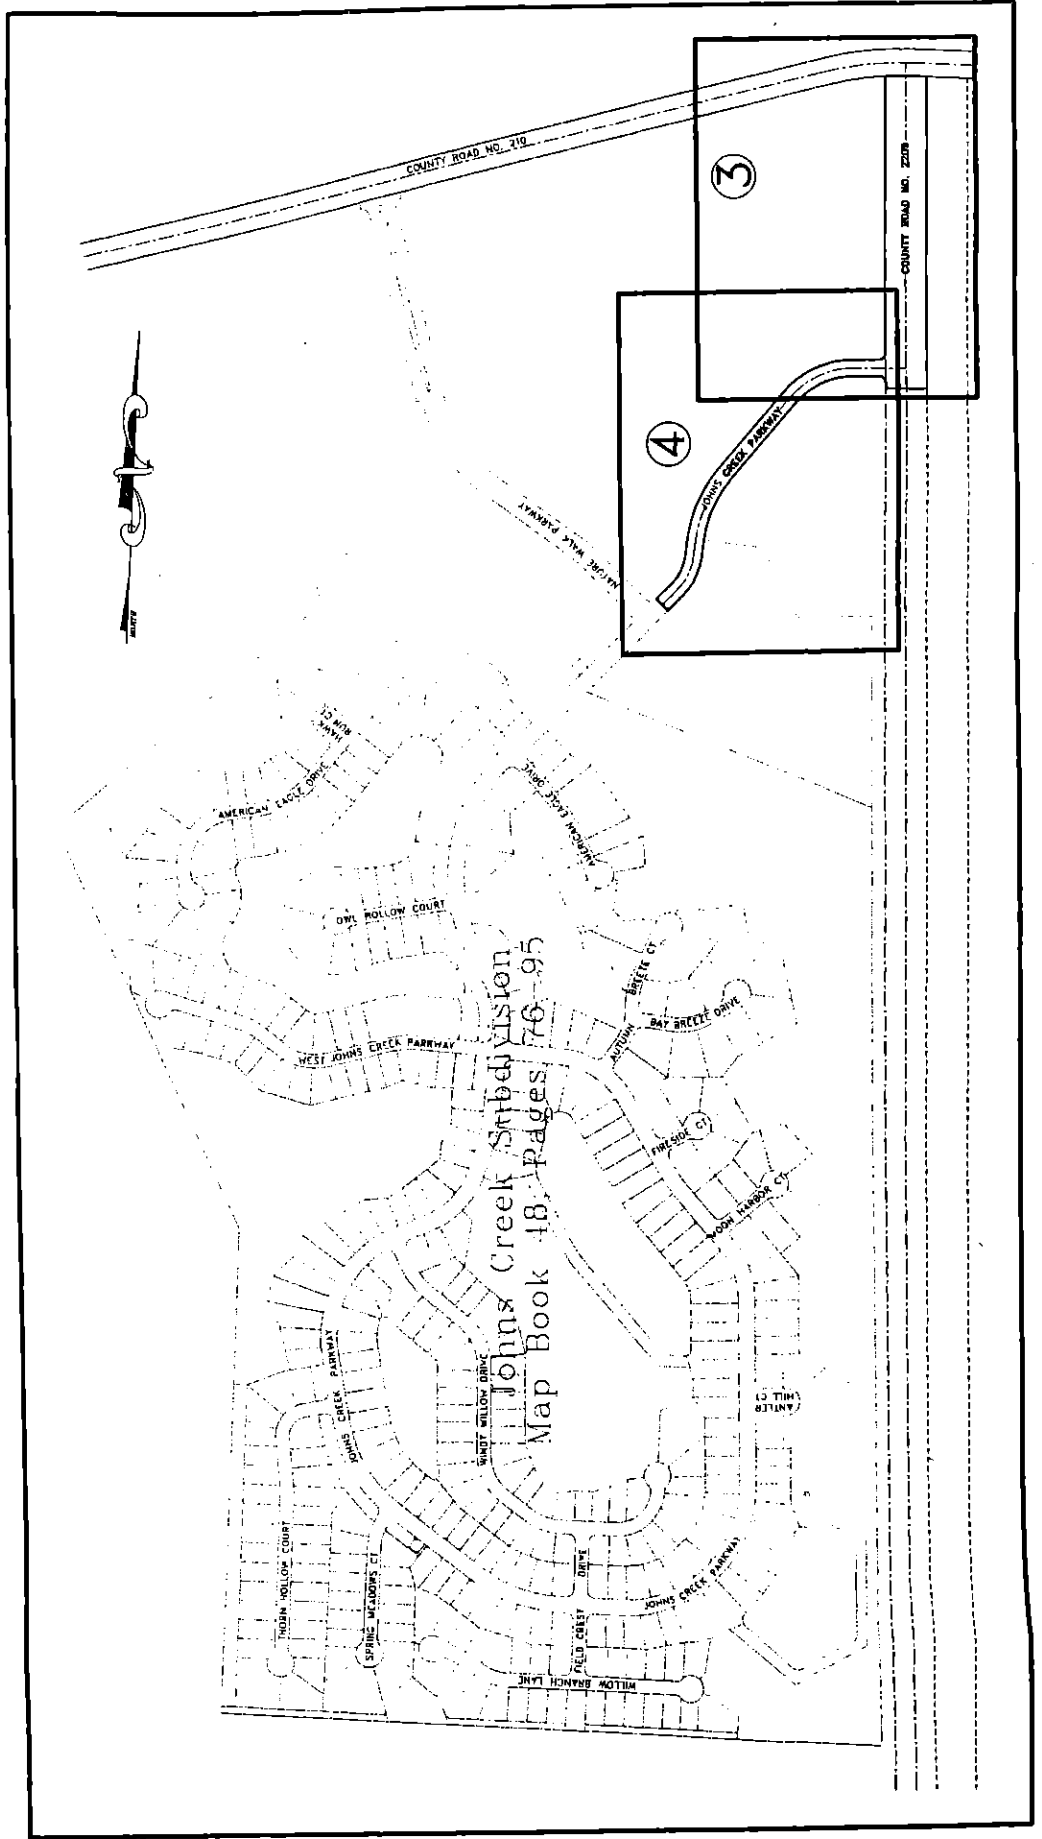 COUNTY ROAD NO. 210
③
COUNTY ROAD NO. 2209
④
JOHNS CREEK PARKWAY
NATURE WALK PARKWAY
NORTH
HAWK
RUN CT.
AMERICAN EAGLE DRIVE
AMERICAN EAGLE DRIVE
OWL HOLLOW COURT
Johns Creek Subdivision
Map Book 48, Pages 76-95
WEST JOHNS CREEK PARKWAY
AUTUMN BREEZE CT
BAY BREEZE DRIVE
FIRESIDE CT
MOON HARBOR CT.
JOHNS CREEK PARKWAY
WINDY WILLOW DRIVE
ANTLER
HILL CT
THORN HOLLOW COURT
SPRING MEADOWS CT
FIELD CREST DRIVE
JOHNS CREEK PARKWAY
WILLOW BRANCH LANE